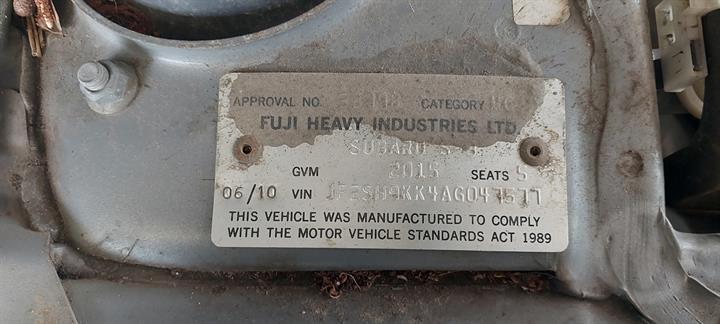 APPROVAL NO. CATEGORY
FUJI HEAVY INDUSTRIES LTD.
SUBARU
GVM 2015 SEATS 5
06/10 VIN
THIS VEHICLE WAS MANUFACTURED TO COMPLY
WITH THE MOTOR VEHICLE STANDARDS ACT 1989